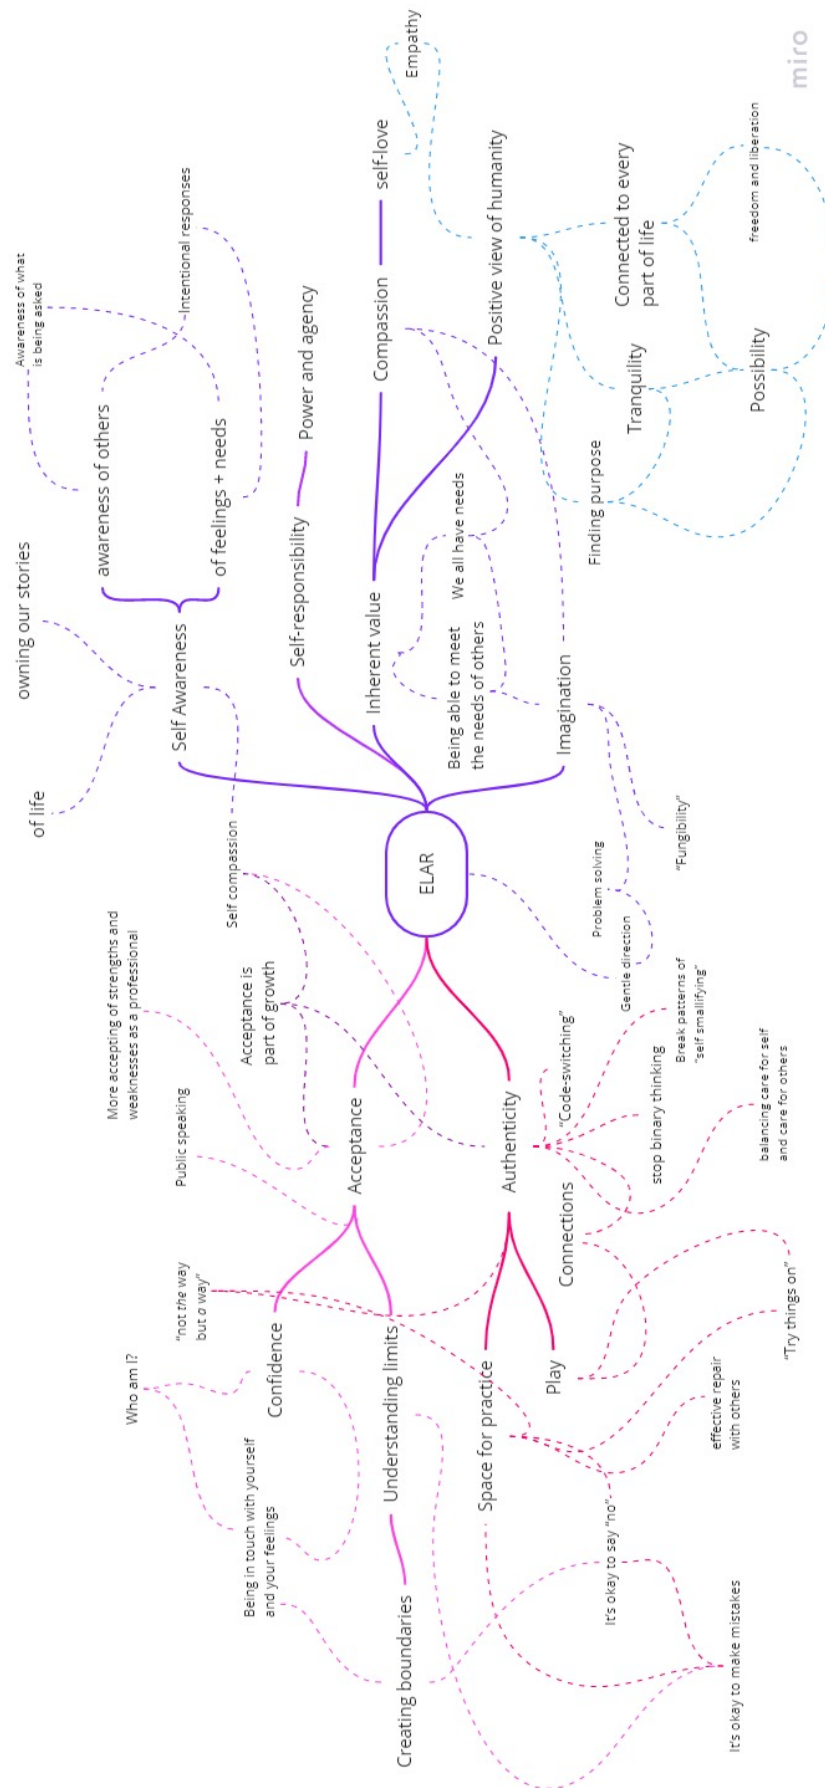 More accepting of strengths and
weaknesses as a professional
Public speaking
"not the way
but a way"
Who am I?
Being in touch with yourself
and your feelings
Confidence
Acceptance is
part of growth
Self compassion
Acceptance
Understanding limits
Creating boundaries
Authenticity
Space for practice
Play
Connections
"Code-switching"
stop binary thinking
Break patterns of
"self smallifying"
balancing care for self
and care for others
"Try things on"
effective repair
with others
It's okay to say "no"
It's okay to make mistakes
ELAR
of life
owning our stories
Self Awareness
awareness of others
of feelings + needs
Awareness of what
is being asked
Intentional responses
Self-responsibility
Power and agency
Inherent value
Compassion
self-love
Empathy
Positive view of humanity
We all have needs
Being able to meet
the needs of others
Imagination
Problem solving
Gentle direction
"Fungibility"
Finding purpose
Tranquility
Connected to every
part of life
Possibility
freedom and liberation
miro